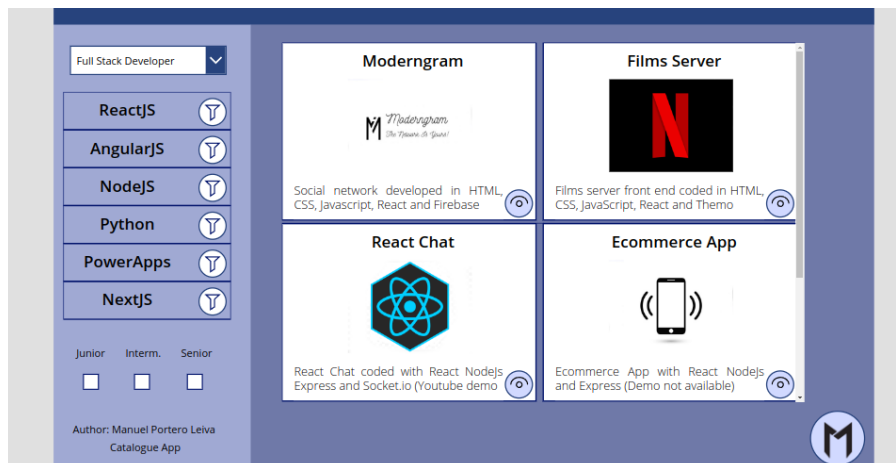 Full Stack Developer
ReactJS
AngularJS
NodeJS
Python
PowerApps
NextJS
Junior Interm. Senior
Author: Manuel Portero Leiva
Catalogue App
Moderngram
Moderngram
The Network Is Yours!
Social network developed in HTML,
CSS, Javascript, React and Firebase
Films Server
Films server front end coded in HTML,
CSS, JavaScript, React and Themo
React Chat
React Chat coded with React NodeJs
Express and Socket.io (Youtube demo
Ecommerce App
Ecommerce App with React NodeJs
and Express (Demo not available)